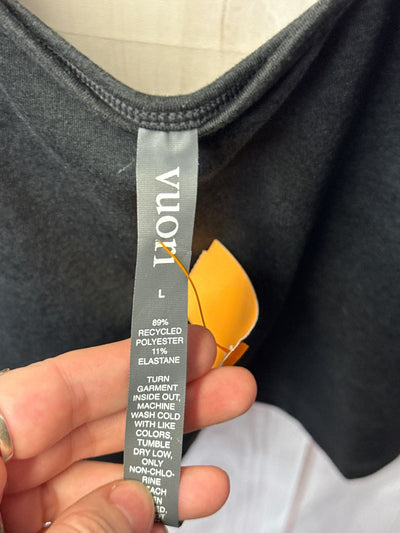 vuori
L
89%
RECYCLED
POLYESTER
11%
ELASTANE
TURN
GARMENT
INSIDE OUT,
MACHINE
WASH COLD
WITH LIKE
COLORS,
TUMBLE
DRY LOW,
ONLY
NON-CHLO-
RINE